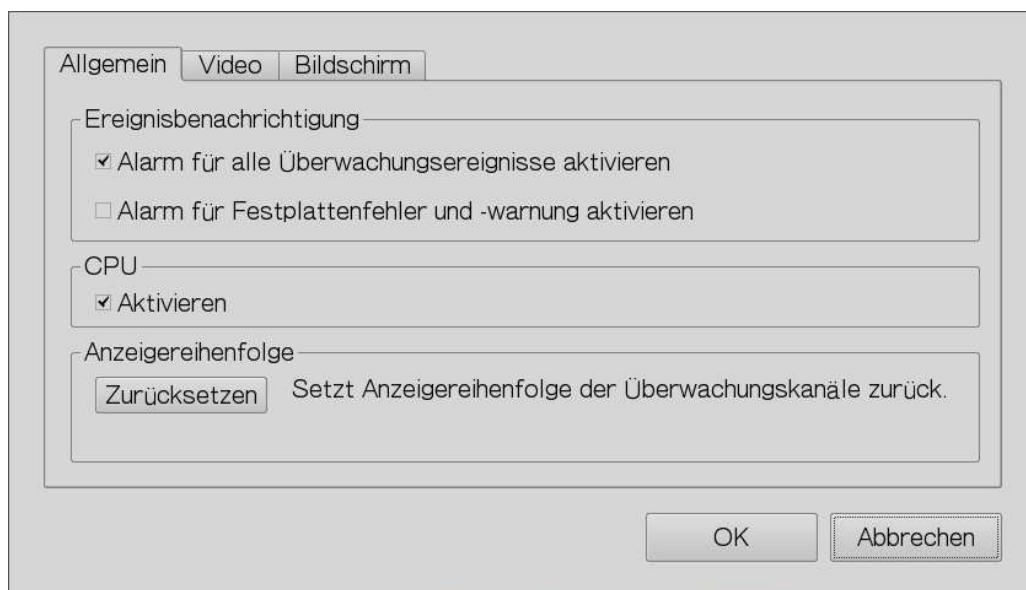 Allgemein Video Bildschirm
Ereignisbenachrichtigung
Alarm für alle Überwachungsereignisse aktivieren
Alarm für Festplattenfehler und -warnung aktivieren
CPU
Aktivieren
Anzeigereihenfolge
Zurücksetzen Setzt Anzeigereihenfolge der Überwachungskanäle zurück.
OK Abbrechen